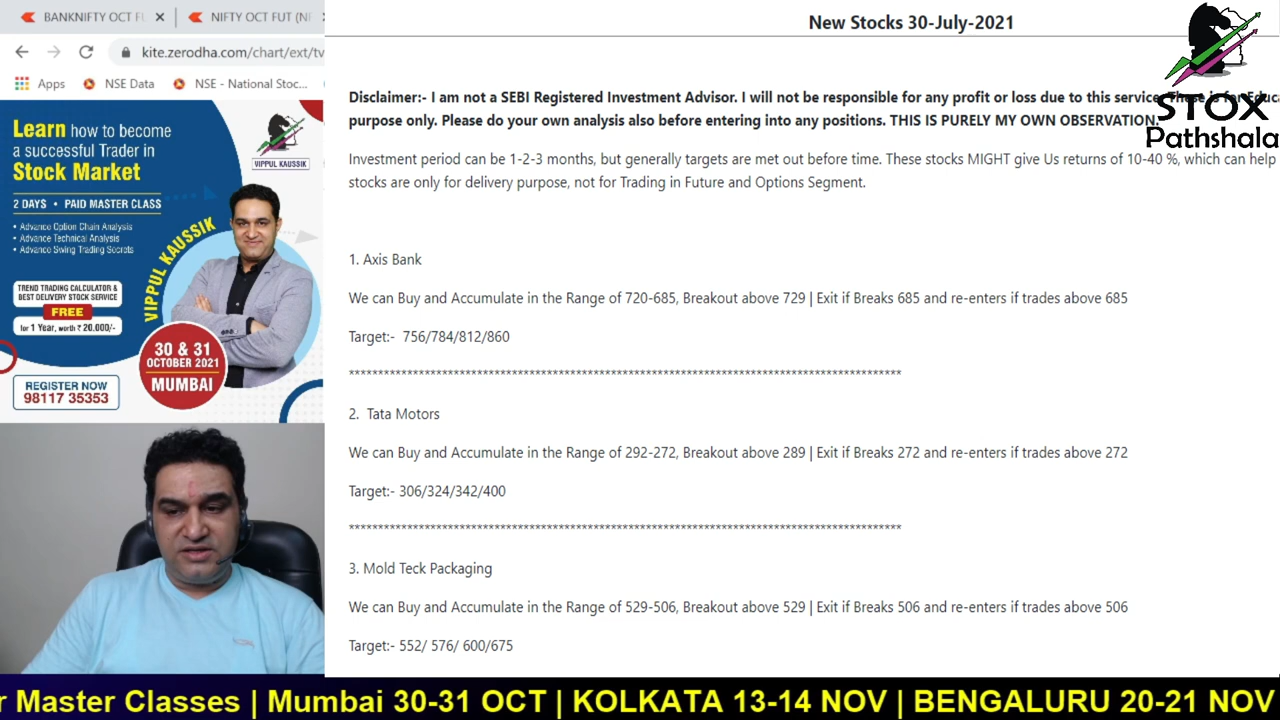 BANKNIFTY OCT FU
NIFTY OCT FUT (NI
kite.zerodha.com/chart/ext/tv
Apps
NSE Data
NSE - National Stoc...
Learn how to become
a successful Trader in
Stock Market
2 DAYS • PAID MASTER CLASS
• Advance Option Chain Analysis
• Advance Technical Analysis
• Advance Swing Trading Secrets
TREND TRADING CALCULATOR &
BEST DELIVERY STOCK SERVICE
FREE
for 1 Year, worth ₹ 20,000/-
VIPPUL KAUSSIK
VIPPUL KAUSSIK
30 & 31
OCTOBER 2021
MUMBAI
REGISTER NOW
98117 35353
New Stocks 30-July-2021
STOX
Pathshala
Disclaimer:- I am not a SEBI Registered Investment Advisor. I will not be responsible for any profit or loss due to this service. These is for Educa
purpose only. Please do your own analysis also before entering into any positions. THIS IS PURELY MY OWN OBSERVATION.
Investment period can be 1-2-3 months, but generally targets are met out before time. These stocks MIGHT give Us returns of 10-40 %, which can help
stocks are only for delivery purpose, not for Trading in Future and Options Segment.
1. Axis Bank
We can Buy and Accumulate in the Range of 720-685, Breakout above 729 | Exit if Breaks 685 and re-enters if trades above 685
Target:- 756/784/812/860
**********************************************************************************************
2. Tata Motors
We can Buy and Accumulate in the Range of 292-272, Breakout above 289 | Exit if Breaks 272 and re-enters if trades above 272
Target:- 306/324/342/400
**********************************************************************************************
3. Mold Teck Packaging
We can Buy and Accumulate in the Range of 529-506, Breakout above 529 | Exit if Breaks 506 and re-enters if trades above 506
Target:- 552/ 576/ 600/675
r Master Classes | Mumbai 30-31 OCT | KOLKATA 13-14 NOV | BENGALURU 20-21 NOV